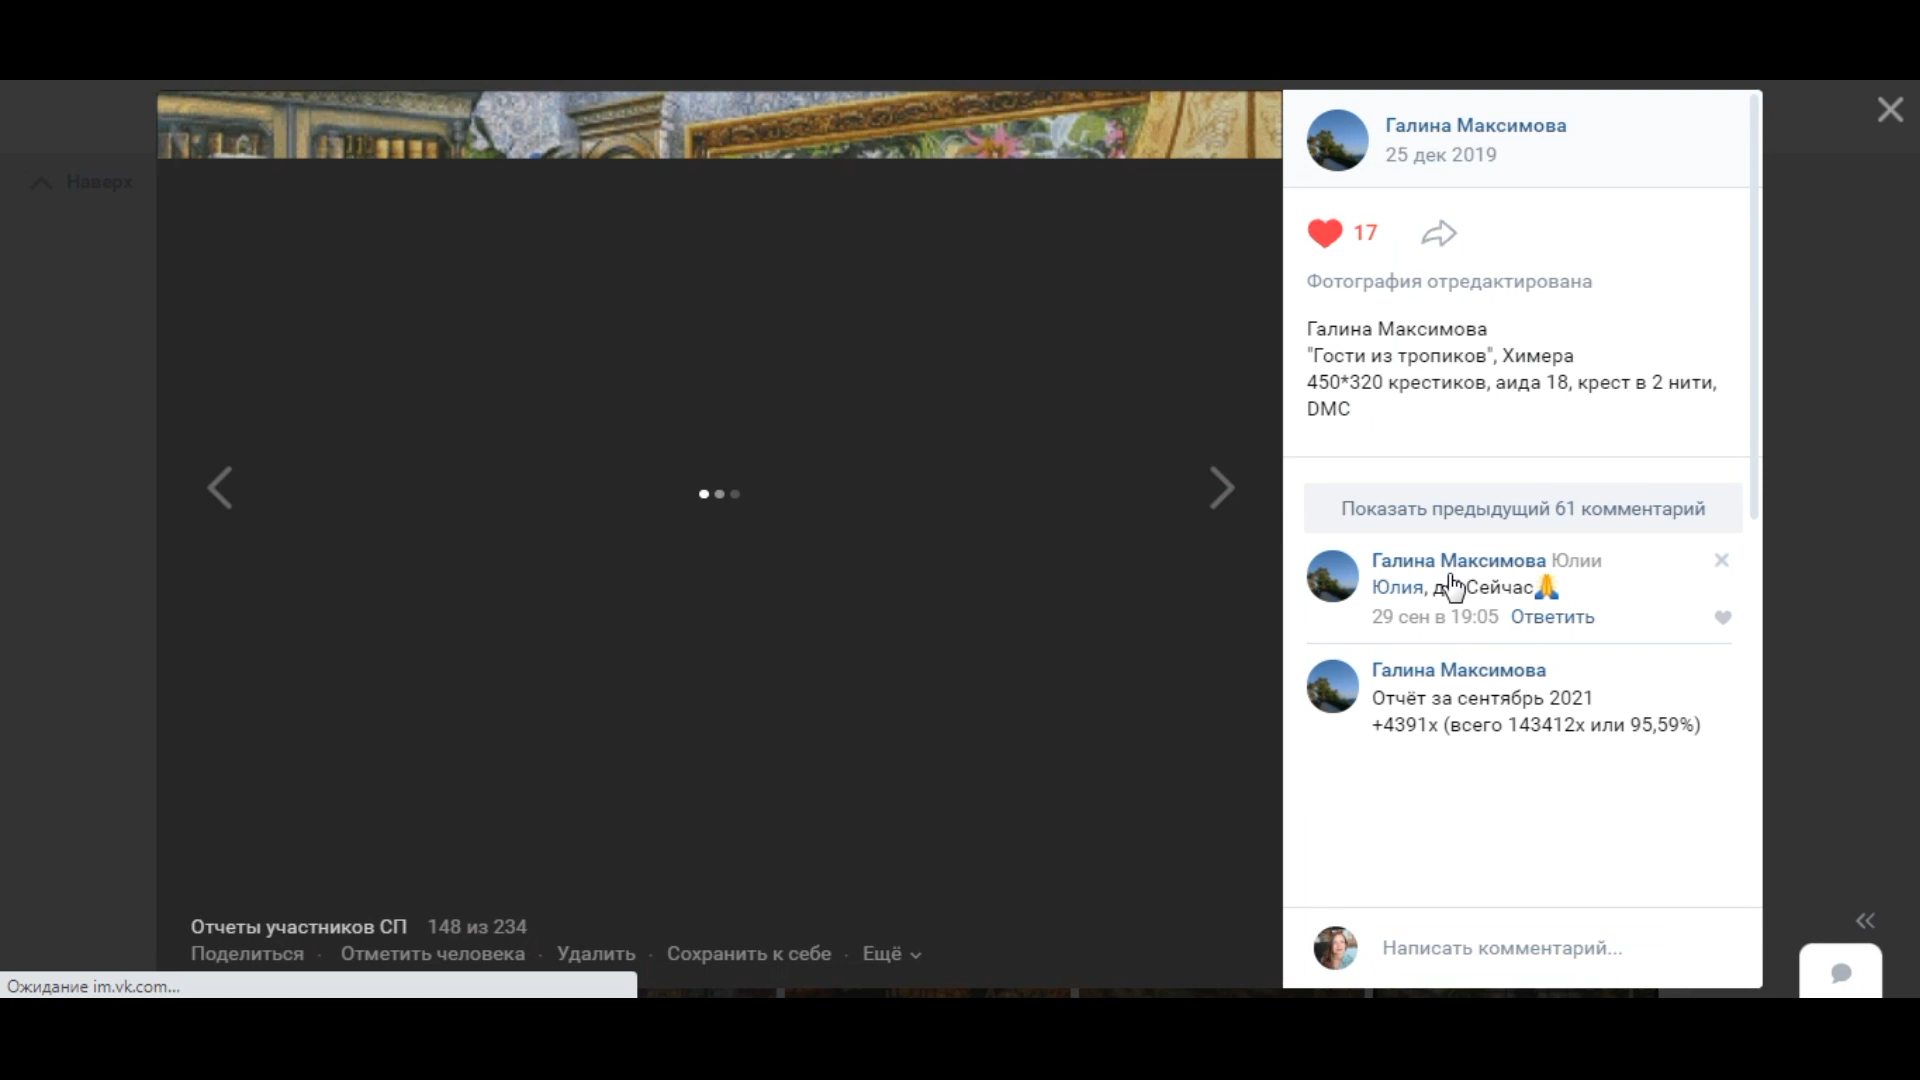 Наверх
Галина Максимова
25 дек 2019
17
Фотография отредактирована
Галина Максимова
"Гости из тропиков", Химера
450*320 крестиков, аида 18, крест в 2 нити,
DMC
Показать предыдущий 61 комментарий
Галина Максимова Юлии
Юлия, Сейчас🙏
29 сен в 19:05 Ответить
Галина Максимова
Отчёт за сентябрь 2021
+4391х (всего 143412х или 95,59%)
Отчеты участников СП 148 из 234
Поделиться · Отметить человека · Удалить · Сохранить к себе · Ещё
Написать комментарий...
Ожидание im.vk.com...